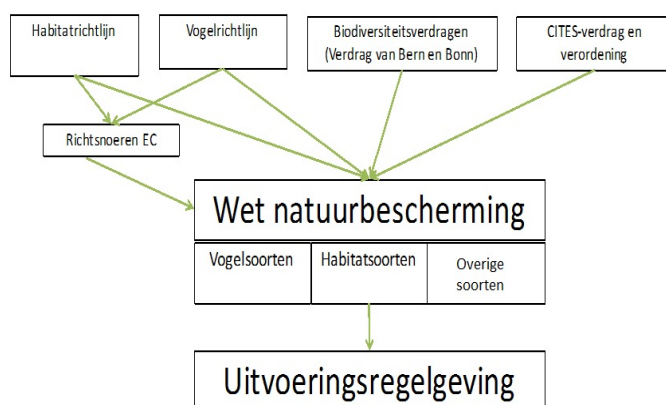 Habitatrichtlijn
Vogelrichtlijn
Biodiversiteitsverdragen
(Verdrag van Bern en Bonn)
CITES-verdrag en
verordening
Richtsnoeren EC
Wet natuurbescherming
Vogelsoorten
Habitatsoorten
Overige
soorten
Uitvoeringsregelgeving